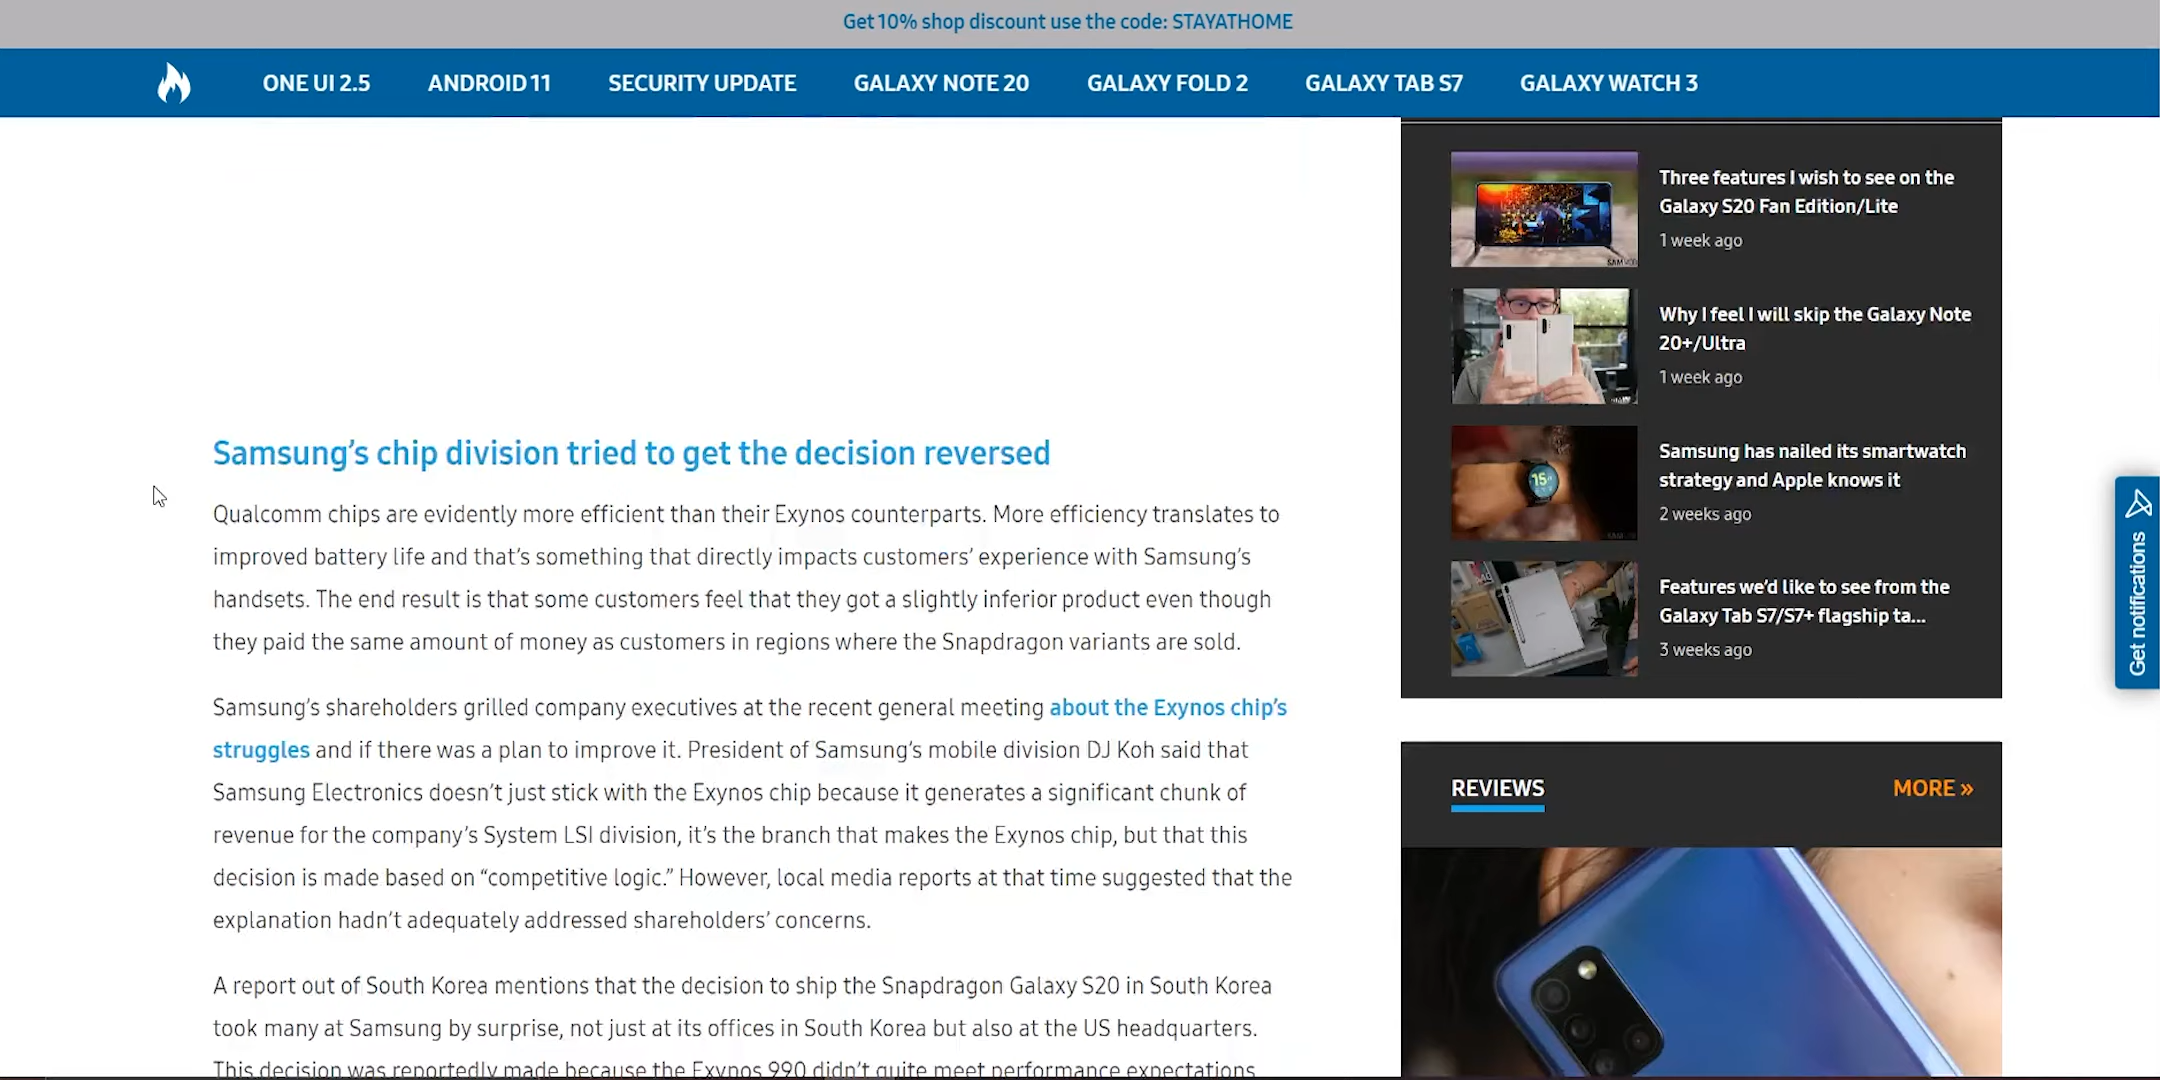 Get 10% shop discount use the code: STAYATHOME
ONE UI 2.5 ANDROID 11 SECURITY UPDATE GALAXY NOTE 20 GALAXY FOLD 2 GALAXY TAB S7 GALAXY WATCH 3
Samsung’s chip division tried to get the decision reversed
Qualcomm chips are evidently more efficient than their Exynos counterparts. More efficiency translates to
improved battery life and that’s something that directly impacts customers’ experience with Samsung’s
handsets. The end result is that some customers feel that they got a slightly inferior product even though
they paid the same amount of money as customers in regions where the Snapdragon variants are sold.
Samsung’s shareholders grilled company executives at the recent general meeting about the Exynos chip’s
struggles and if there was a plan to improve it. President of Samsung’s mobile division DJ Koh said that
Samsung Electronics doesn’t just stick with the Exynos chip because it generates a significant chunk of
revenue for the company’s System LSI division, it’s the branch that makes the Exynos chip, but that this
decision is made based on “competitive logic.” However, local media reports at that time suggested that the
explanation hadn’t adequately addressed shareholders’ concerns.
A report out of South Korea mentions that the decision to ship the Snapdragon Galaxy S20 in South Korea
took many at Samsung by surprise, not just at its offices in South Korea but also at the US headquarters.
This decision was reportedly made because the Exynos 990 didn’t quite meet performance expectations
Three features I wish to see on the
Galaxy S20 Fan Edition/Lite
1 week ago
Why I feel I will skip the Galaxy Note
20+/Ultra
1 week ago
Samsung has nailed its smartwatch
strategy and Apple knows it
2 weeks ago
Features we’d like to see from the
Galaxy Tab S7/S7+ flagship ta...
3 weeks ago
REVIEWS
MORE »
Get notifications